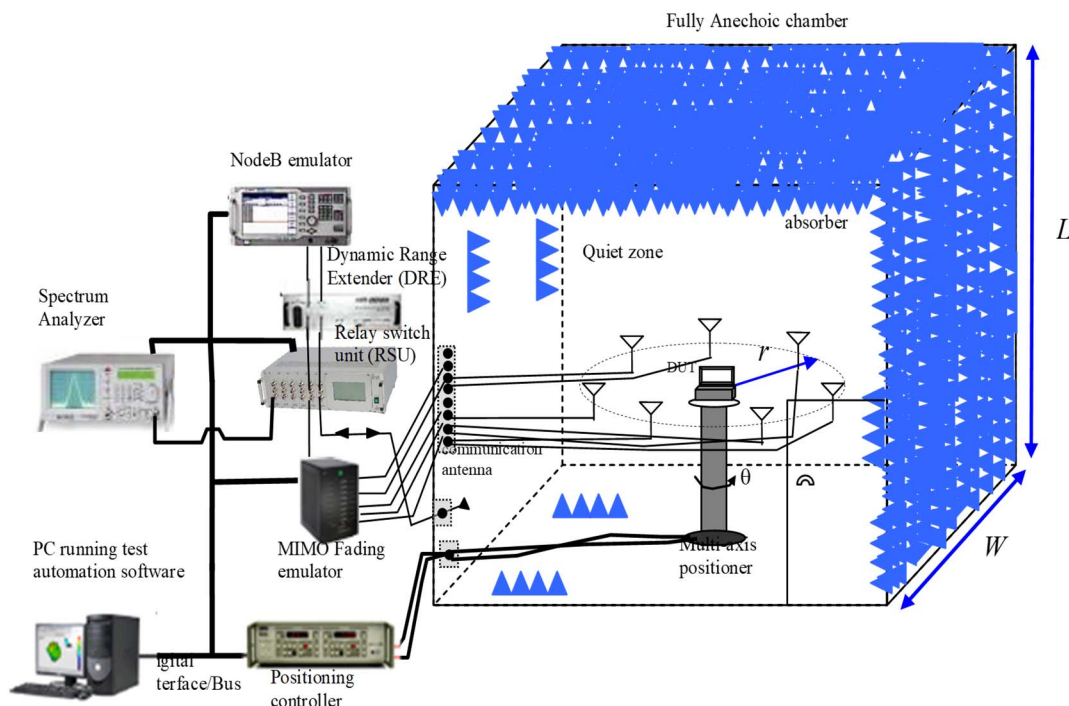 Fully Anechoic chamber
NodeB emulator
absorber
L
Dynamic Range
Extender (DRE)
Quiet zone
Spectrum
Analyzer
Relay switch
unit (RSU)
r
DUT
communication
antenna
θ
PC running test
automation software
MIMO Fading
emulator
Multi-axis
positioner
W
igital
terface/Bus
Positioning
controller